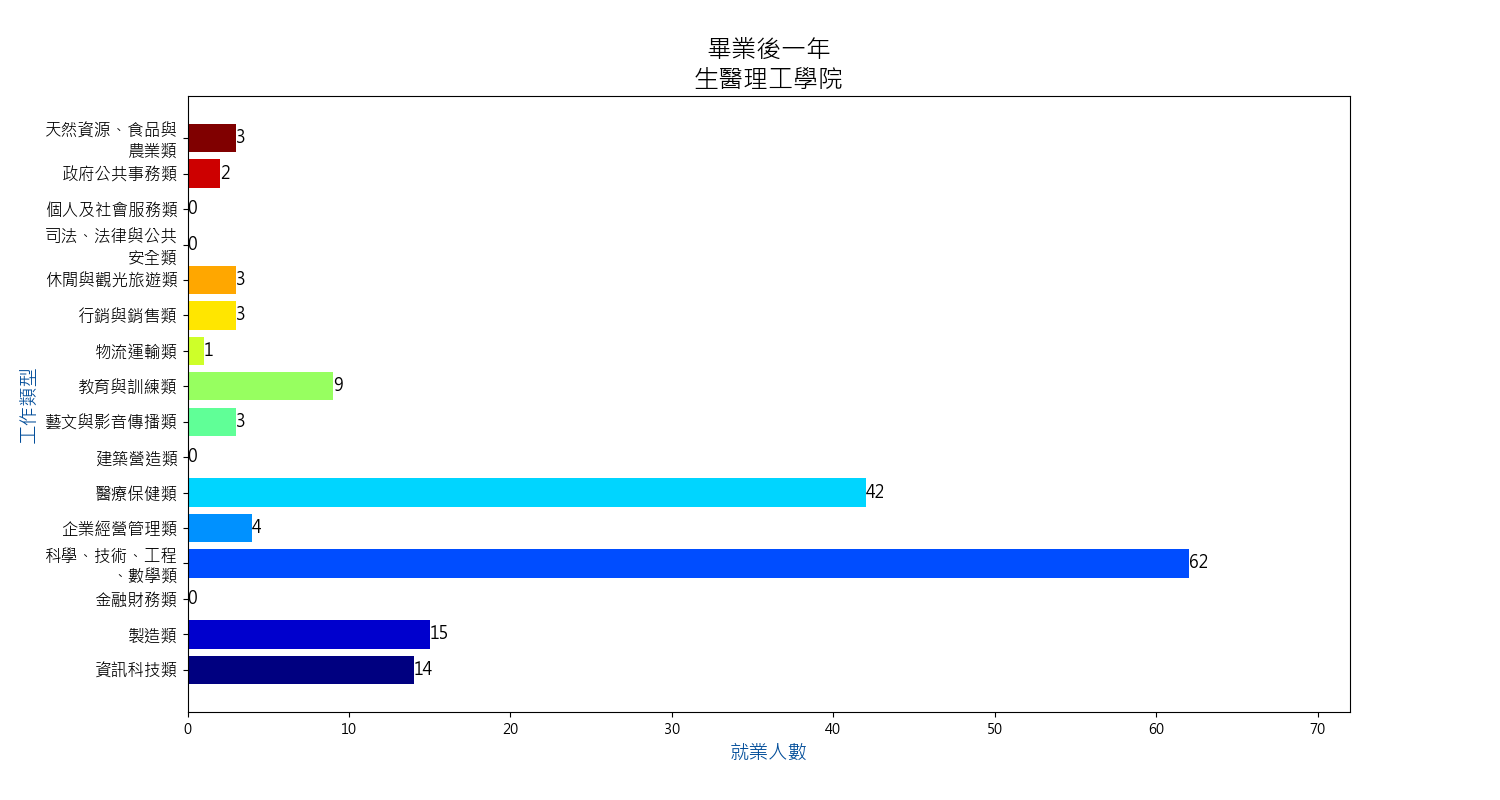 畢業後一年
生醫理工學院
天然資源、食品與
農業類
3
政府公共事務類
2
個人及社會服務類
0
司法、法律與公共
安全類
0
休閒與觀光旅遊類
3
行銷與銷售類
3
物流運輸類
1
教育與訓練類
9
藝文與影音傳播類
3
建築營造類
0
醫療保健類
42
企業經營管理類
4
科學、技術、工程
、數學類
62
金融財務類
0
製造類
15
資訊科技類
14
工作類型
0 10 20 30 40 50 60 70
就業人數